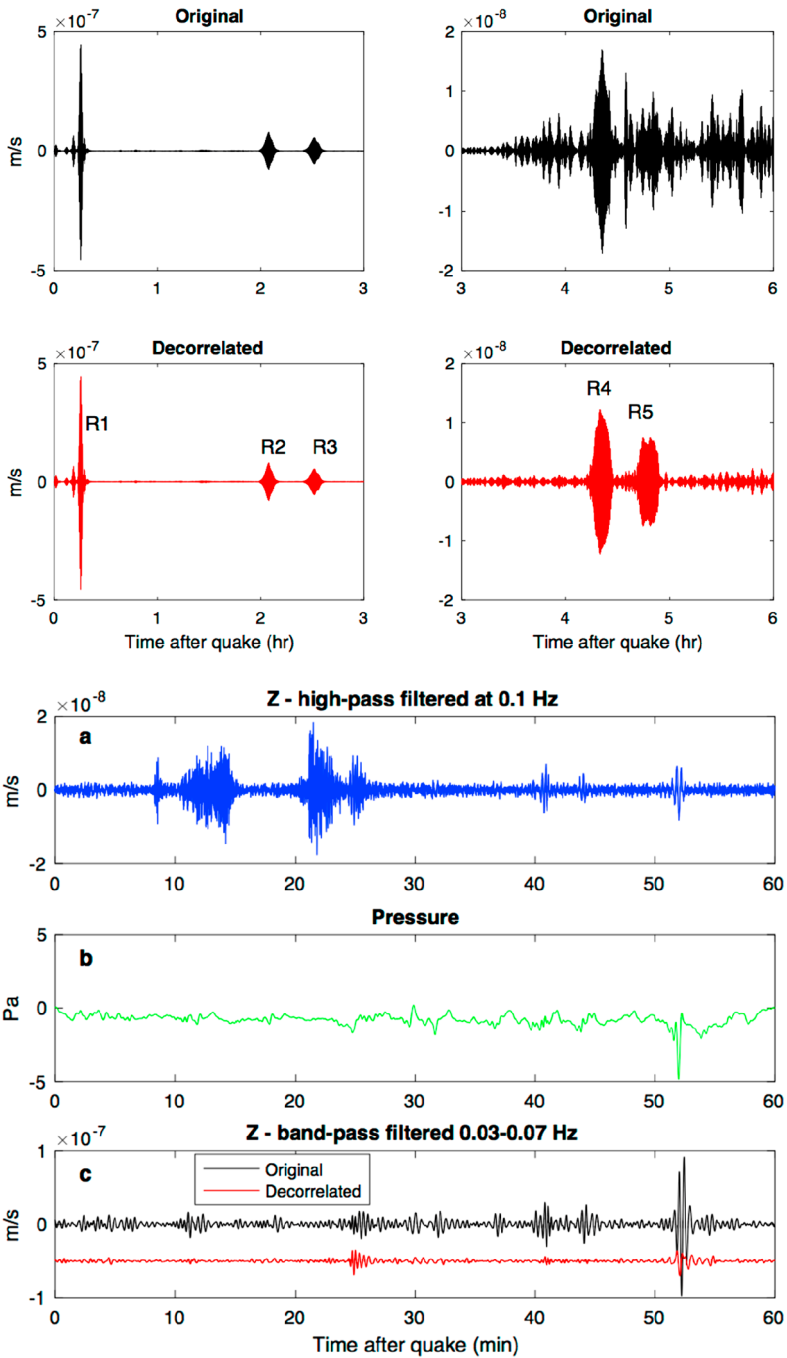 Original
×10-7
5
0
-5
m/s
0 1 2 3
Original
×10-8
2
1
0
-1
-2
3 4 5 6
Decorrelated
×10-7
5
0
-5
m/s
R1
R2
R3
0 1 2 3
Time after quake (hr)
Decorrelated
×10-8
2
1
0
-1
-2
R4
R5
3 4 5 6
Time after quake (hr)
Z - high-pass filtered at 0.1 Hz
×10-8
a
2
0
-2
m/s
0 10 20 30 40 50 60
Pressure
b
5
0
-5
Pa
0 10 20 30 40 50 60
Z - band-pass filtered 0.03-0.07 Hz
×10-7
c
Original
Decorrelated
1
0
-1
m/s
0 10 20 30 40 50 60
Time after quake (min)